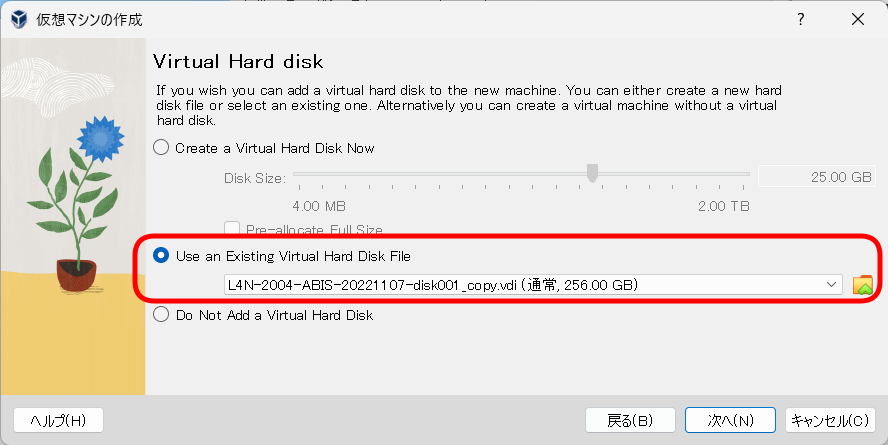 仮想マシンの作成
?
Virtual Hard disk
If you wish you can add a virtual hard disk to the new machine. You can either create a new hard
disk file or select an existing one. Alternatively you can create a virtual machine without a virtual
hard disk.
Create a Virtual Hard Disk Now
Disk Size:
25.00 GB
4.00 MB
2.00 TB
Pre-allocate Full Size
Use an Existing Virtual Hard Disk File
L4N-2004-ABIS-20221107-disk001_copy.vdi (通常, 256.00 GB)
Do Not Add a Virtual Hard Disk
ヘルプ(H)
戻る(B)
次へ(N)
キャンセル(C)